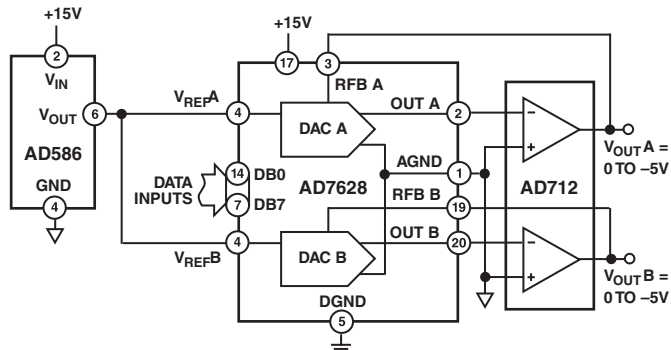 +15V
+15V
2
17
3
VIN
RFB A
VOUT
6
VREFA
4
OUT A
2
DAC A
AD586
AGND
1
VOUTA =
0 TO –5V
14
DB0
AD7628
AD712
DATA
INPUTS
GND
4
7
DB7
RFB B
19
VREFB
4
OUT B
20
DAC B
DGND
5
VOUTB =
0 TO –5V
–
+
–
+